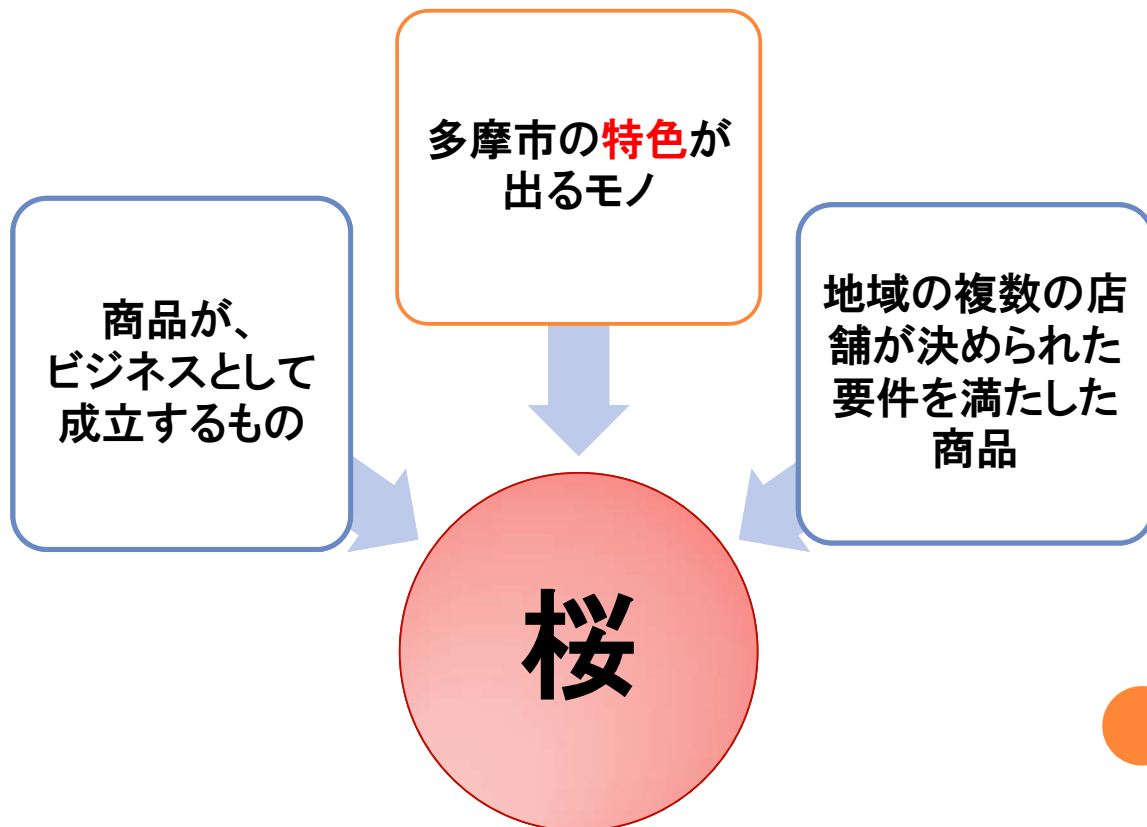 多摩市の特色が
出るモノ
商品が、
ビジネスとして
成立するもの
地域の複数の店
舗が決められた
要件を満たした
商品
桜